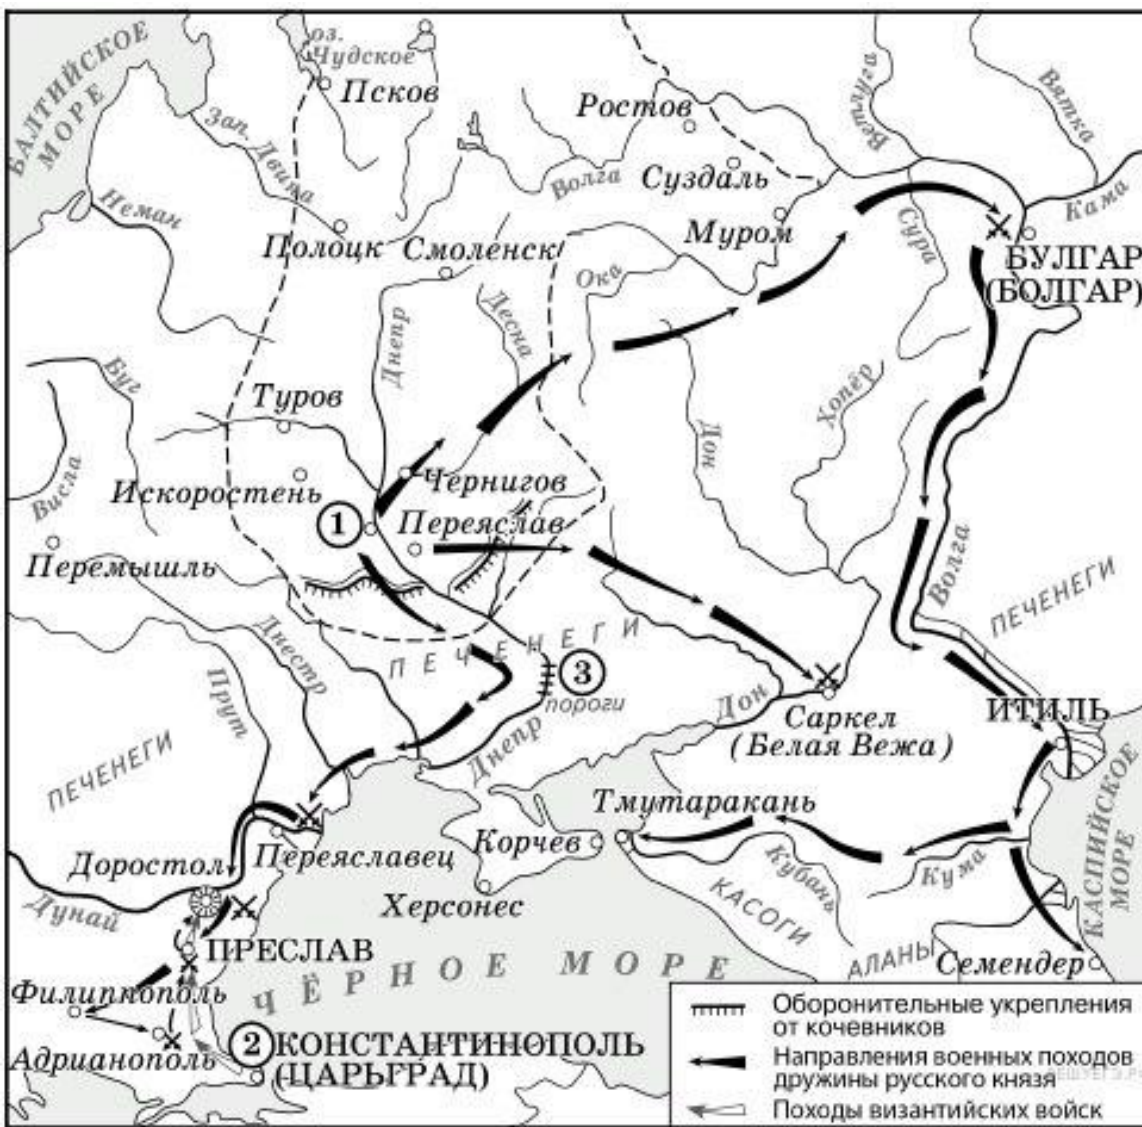 БАЛТИЙСКОЕ
МОРЕ
оз.
Чудское
Псков
Зап. Двина
Неман
Полоцк
Смоленск
Ростов
Суздаль
Волга
Муром
Ветлуга
Вятка
Кама
Сура
БУЛГАР
(БОЛГАР)
Ока
Десна
Днепр
Буг
Туров
Висла
Искоростень
Чернигов
1
Переяслав
Перемышль
Дон
Хопёр
Волга
ПЕЧЕНЕГИ
Днестр
Прут
ПЕЧЕНЕГИ
3
пороги
Днепр
Дон
Саркел
(Белая Вежа)
ИТИЛЬ
ПЕЧЕНЕГИ
Тмутаракань
Корчев
Переяславец
Доростол
Дунай
Херсонес
Кубань
Кума
КАСПИЙСКОЕ
МОРЕ
КАСОГИ
АЛАНЫ
Семендер
ПРЕСЛАВ
ЧЁРНОЕ МОРЕ
Филиппополь
Адрианополь
2
КОНСТАНТИНОПОЛЬ
(ЦАРЬГРАД)
Оборонительные укрепления
от кочевников
Направления военных походов
дружины русского князя
Походы византийских войск